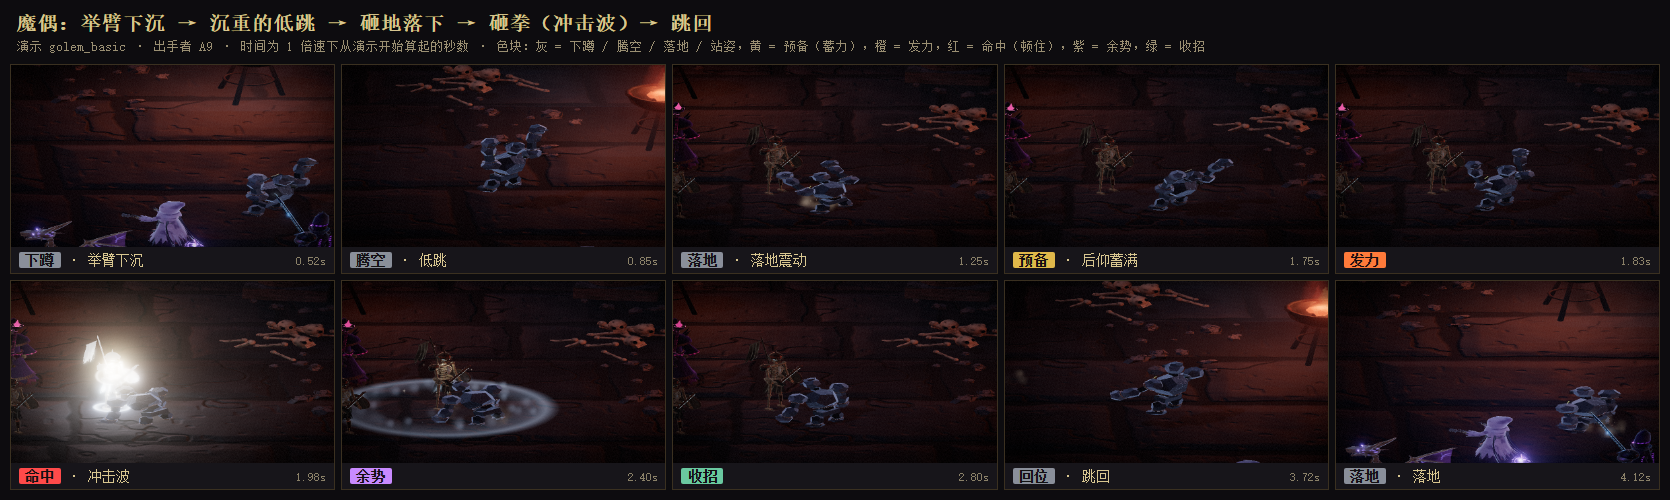 魔偶: 举臂下沉 → 沉重的低跳 → 砸地落下 → 砸拳（冲击波）→ 跳回
演示 golem_basic · 出手者 A9 · 时间为 1 倍速下从演示开始算起的秒数 · 色块: 灰 = 下蹲 / 腾空 / 落地 / 站姿, 黄 = 预备（蓄力）, 橙 = 发力, 红 = 命中（顿住）, 紫 = 余势, 绿 = 收招
下蹲 · 举臂下沉 0.52s
腾空 · 低跳 0.85s
落地 · 落地震动 1.25s
预备 · 后仰蓄满 1.75s
发力 1.83s
命中 · 冲击波 1.98s
余势 2.40s
收招 2.80s
回位 · 跳回 3.72s
落地 · 落地 4.12s